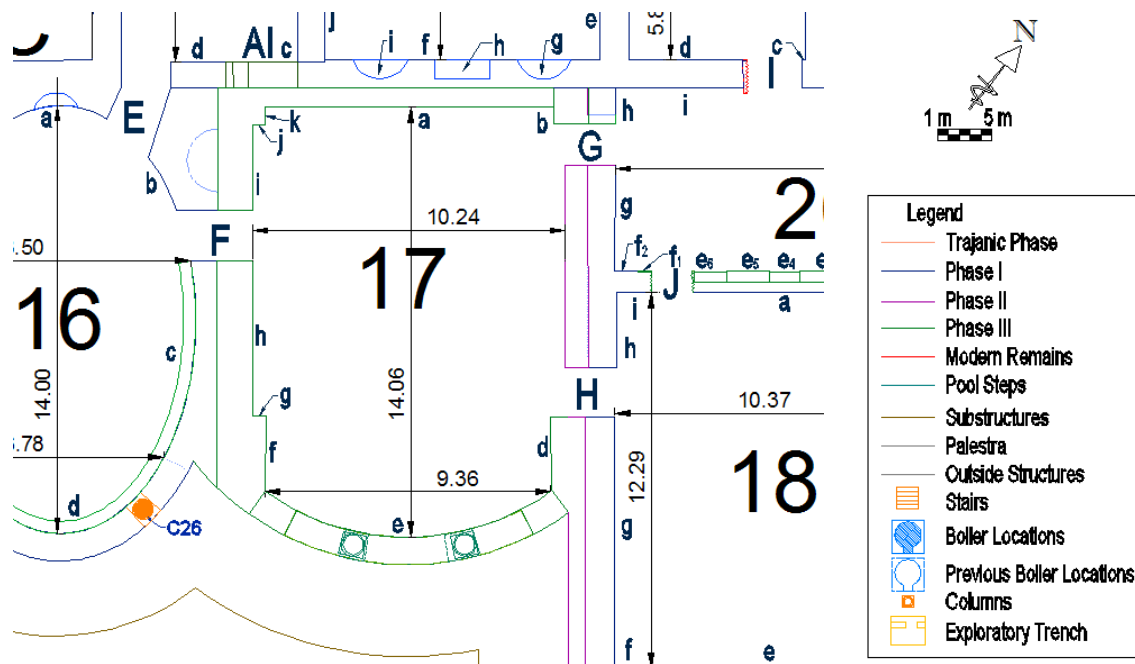 j
e
5.8
d
AI
c
f
i
h
g
d
c
I
N
1 m 5 m
a
E
k
a
b
h
i
j
G
b
i
10.24
g
2
F
6.50
17
f2
f1
e6
e5
e4
e
J
a
16
i
h
h
c
14.00
14.06
g
H
10.37
.78
f
d
9.36
12.29
18
d
e
g
C26
f
e
Legend
Trajanic Phase
Phase I
Phase II
Phase III
Modern Remains
Pool Steps
Substructures
Palestra
Outside Structures
Stairs
Boiler Locations
Previous Boiler Locations
Columns
Exploratory Trench